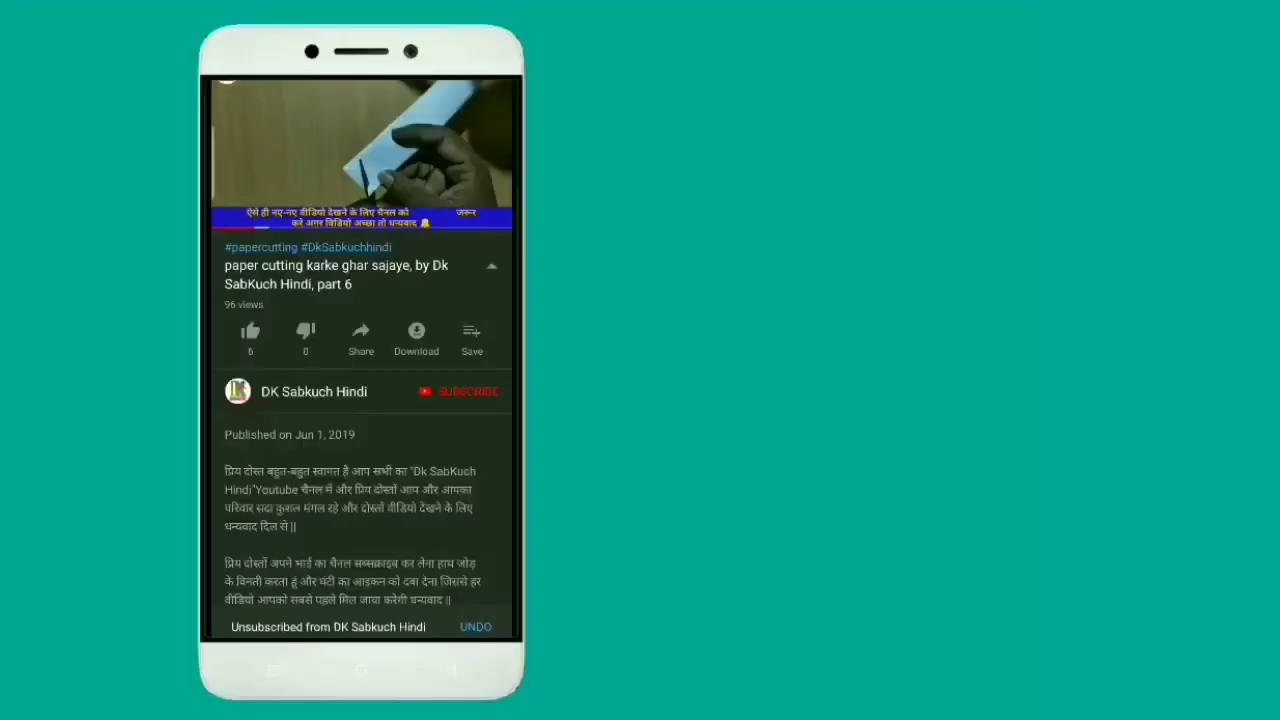 ऐसे ही नए-नए वीडियो देखने के लिए चैनल को जरूर
करे अगर विडियो अच्छा तो धन्यवाद
#papercutting #DkSabkuchhindi
paper cutting karke ghar sajaye, by Dk
SabKuch Hindi, part 6
96 views
6 0 Share Download Save
DK Sabkuch Hindi SUBSCRIBE
Published on Jun 1, 2019
प्रिय दोस्त बहुत-बहुत स्वागत है आप सभी का "Dk SabKuch
Hindi"Youtube चैनल में और प्रिय दोस्तों आप और आपका
परिवार सदा कुशल मंगल रहे और दोस्तों वीडियो देखने के लिए
धन्यवाद दिल से ||
प्रिय दोस्तों अपने भाई का चैनल सब्सक्राइब कर लेना हाथ जोड़
के विनती करता हूं और घंटी का आइकन को दबा देना जिससे हर
वीडियो आपको सबसे पहले मिल जाया करेगी धन्यवाद ||
Unsubscribed from DK Sabkuch Hindi UNDO